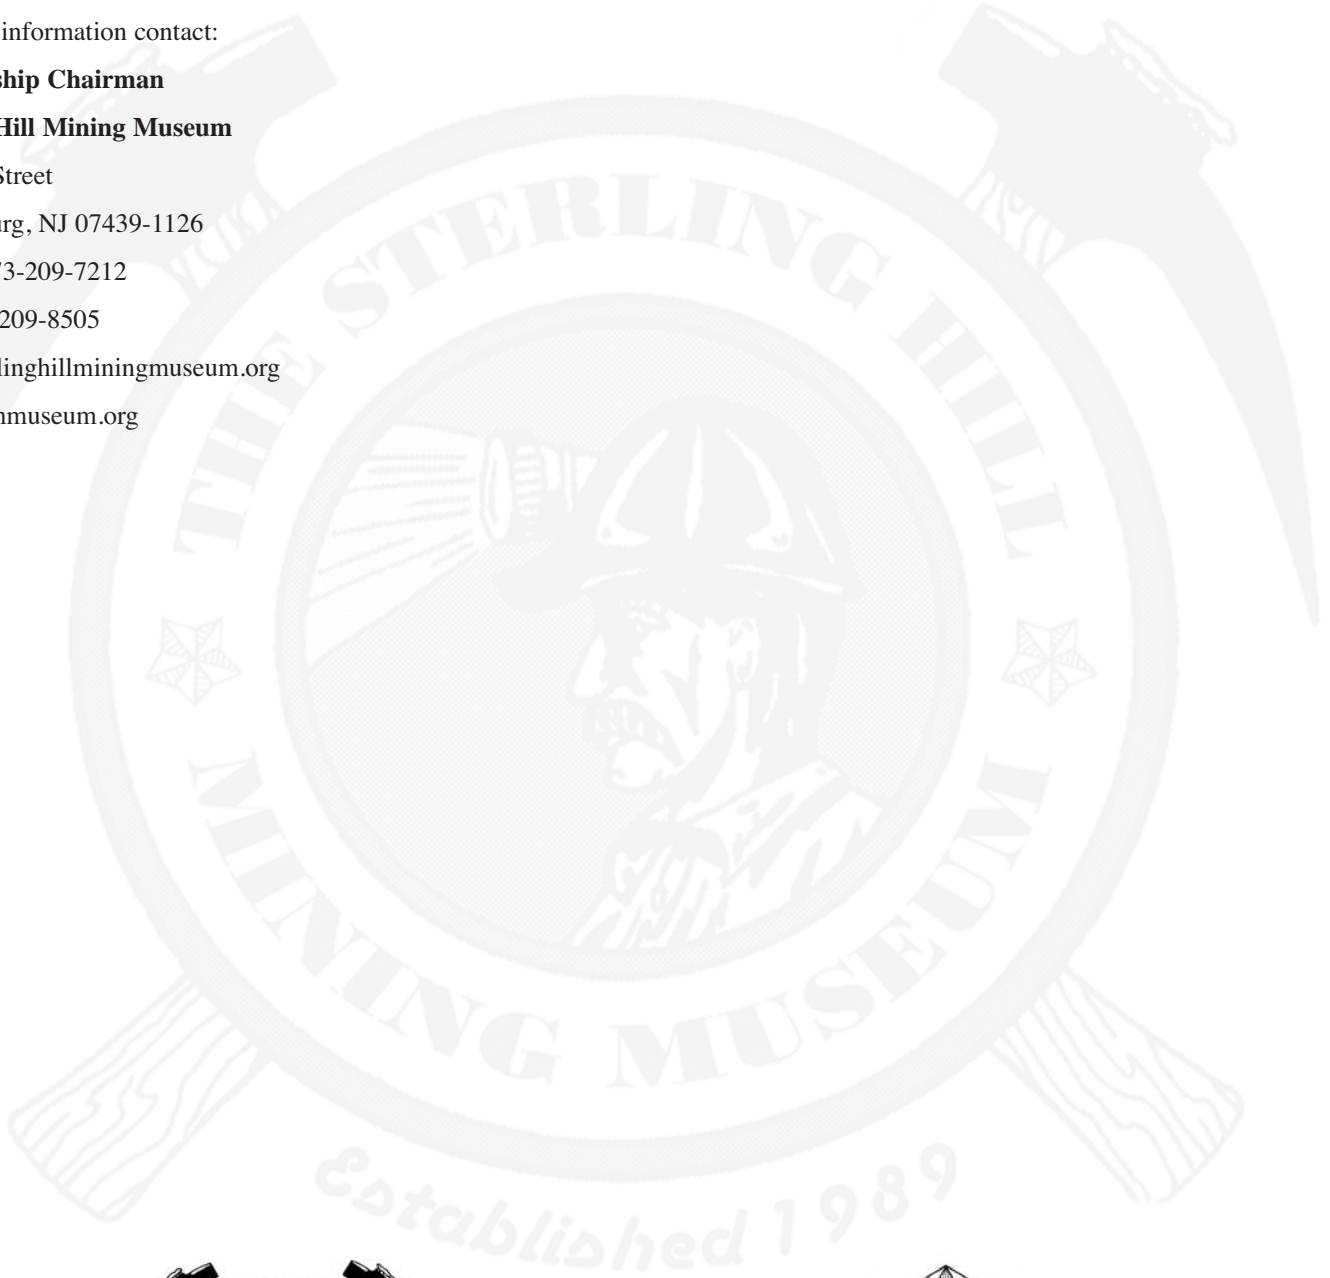 information contact:
ship Chairman
Hill Mining Museum
Street
urg, NJ 07439-1126
73-209-7212
209-8505
linghillminingmuseum.org
nmuseum.org
THE STERLING HILL
MINING MUSEUM
Established 1989